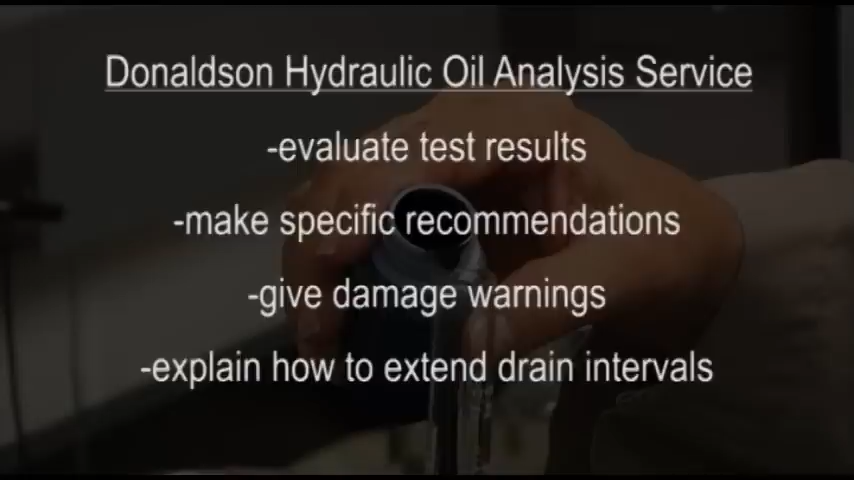 Donaldson Hydraulic Oil Analysis Service
-evaluate test results
-make specific recommendations
-give damage warnings
-explain how to extend drain intervals